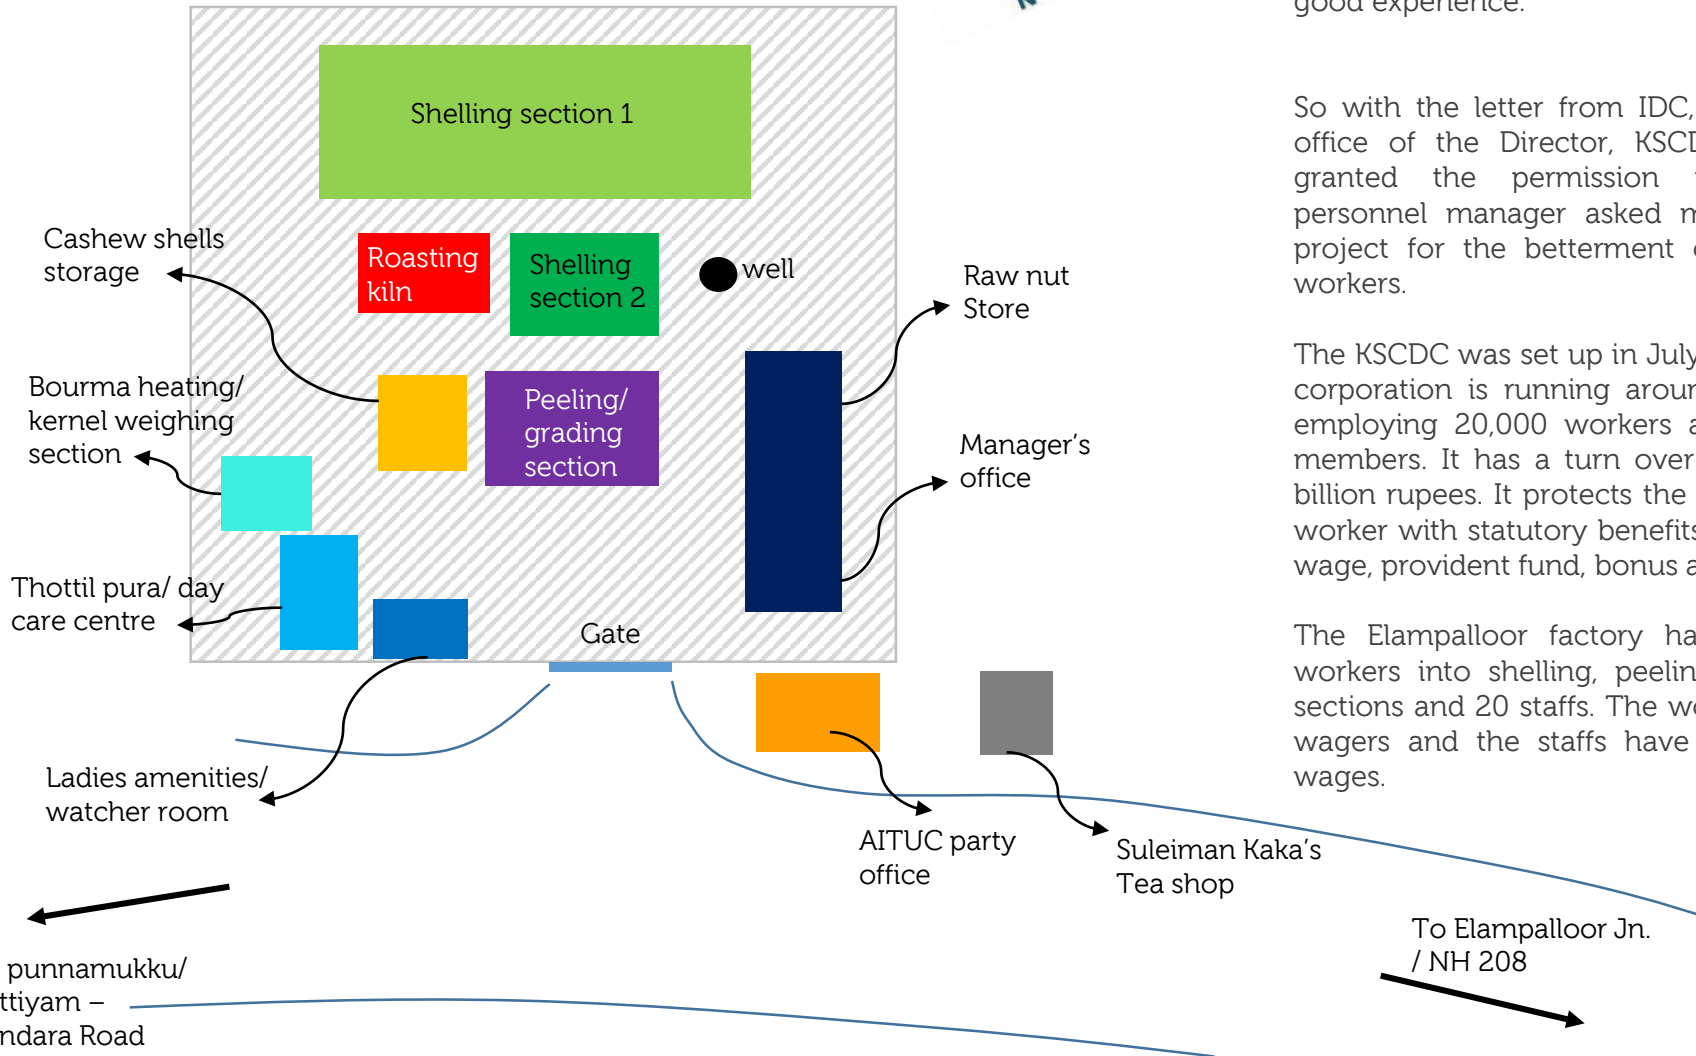 good experience.
So with the letter from IDC,
office of the Director,
granted the permission
personnel manager asked
project for the betterment
workers.
The KSCDC was set up in July
corporation is running
employing 20,000 workers
members. It has a turn over
billion rupees. It protects the
worker with statutory benefits
wage, provident fund, bonus
The Elampalloor factory
workers into shelling,
sections and 20 staffs. The
wagers and the staffs have
wages.
Shelling section 1
Cashew shells
storage
Roasting
kiln
Shelling
section 2
well
Raw nut
Store
Bourma heating/
kernel weighing
section
Peeling/
grading
section
Manager's
office
Thottil pura/ day
care centre
Gate
Ladies amenities/
watcher room
AITUC party
office
Suleiman Kaka's
Tea shop
To Elampalloor Jn.
/ NH 208
punnamukku/
ttiyam –
ndara Road